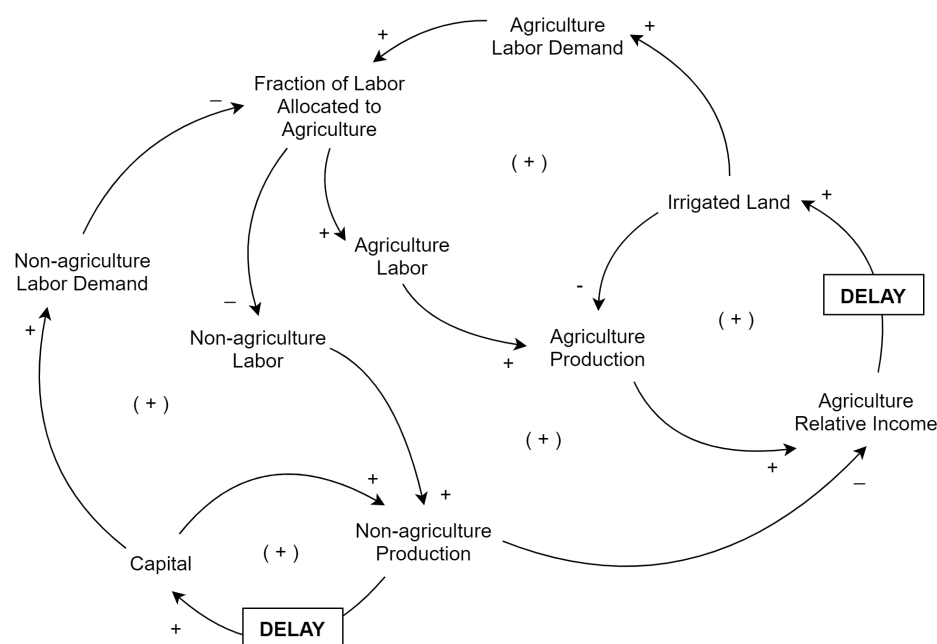 Agriculture
Labor Demand
+
+
Fraction of Labor
Allocated to
Agriculture
–
( + )
Irrigated Land
+
+
Agriculture
Labor
Non-agriculture
Labor Demand
–
-
DELAY
+
Non-agriculture
Labor
Agriculture
Production
( + )
+
( + )
Agriculture
Relative Income
( + )
+
–
+
+
Non-agriculture
Production
Capital
( + )
+
DELAY